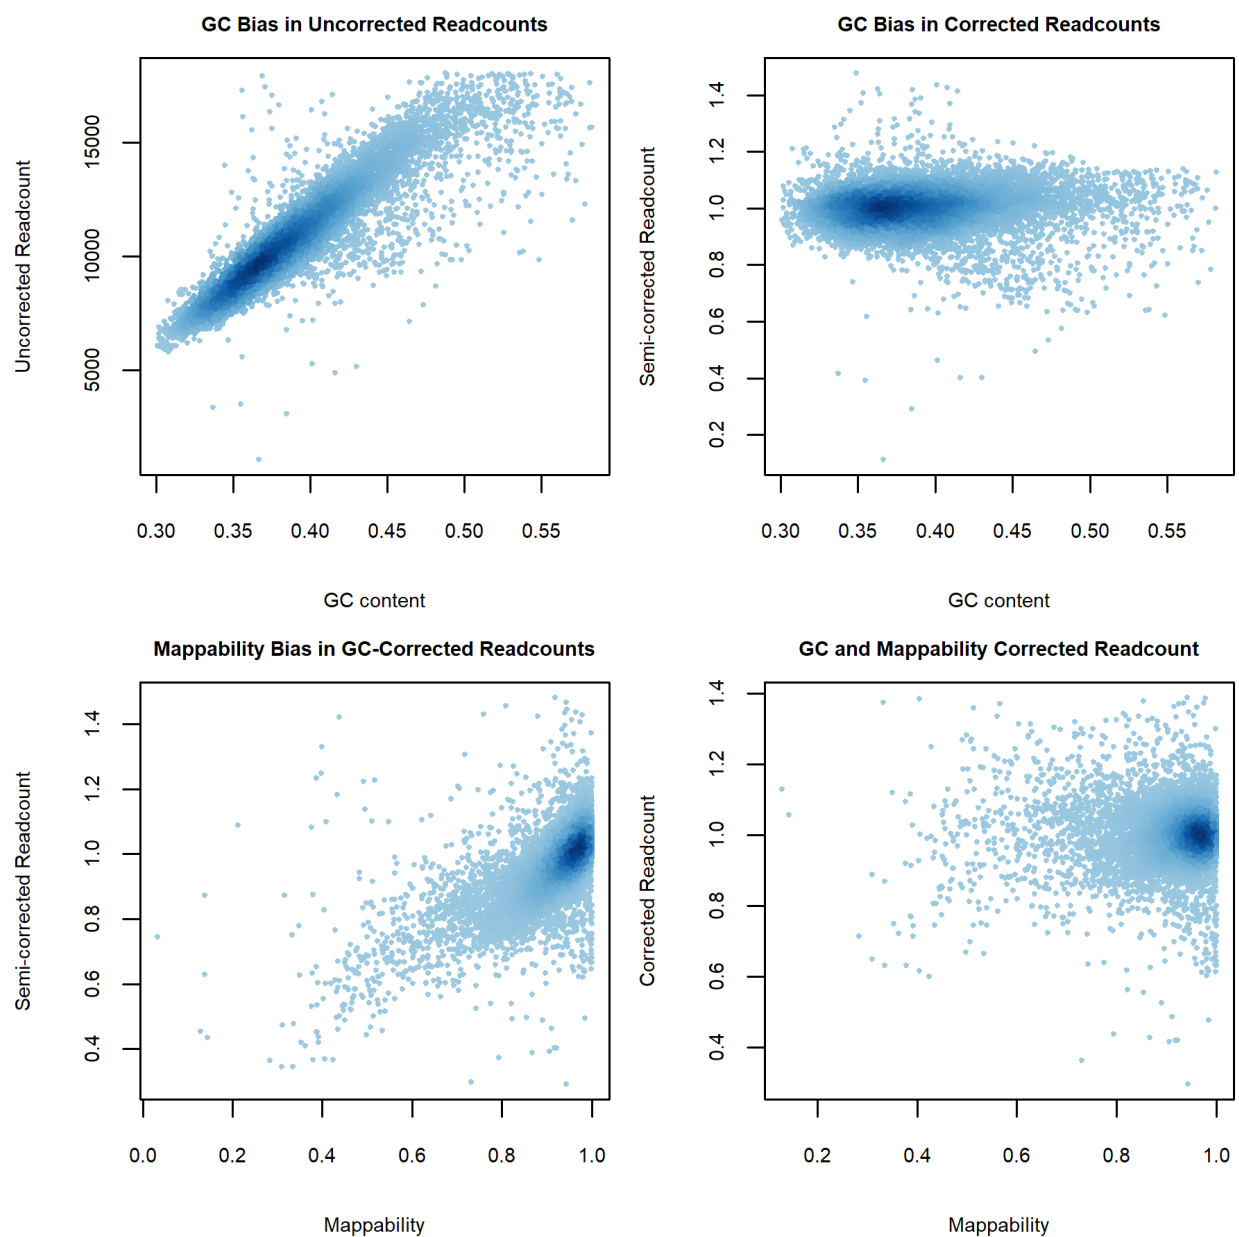 GC Bias in Uncorrected Readcounts
Uncorrected Readcount
15000
10000
5000
0.30 0.35 0.40 0.45 0.50 0.55
GC content
GC Bias in Corrected Readcounts
Semi-corrected Readcount
1.4
1.2
1.0
0.8
0.6
0.4
0.2
0.30 0.35 0.40 0.45 0.50 0.55
GC content
Mappability Bias in GC-Corrected Readcounts
Semi-corrected Readcount
1.4
1.2
1.0
0.8
0.6
0.4
0.0 0.2 0.4 0.6 0.8 1.0
Mappability
GC and Mappability Corrected Readcount
Corrected Readcount
1.4
1.2
1.0
0.8
0.6
0.4
0.2 0.4 0.6 0.8 1.0
Mappability